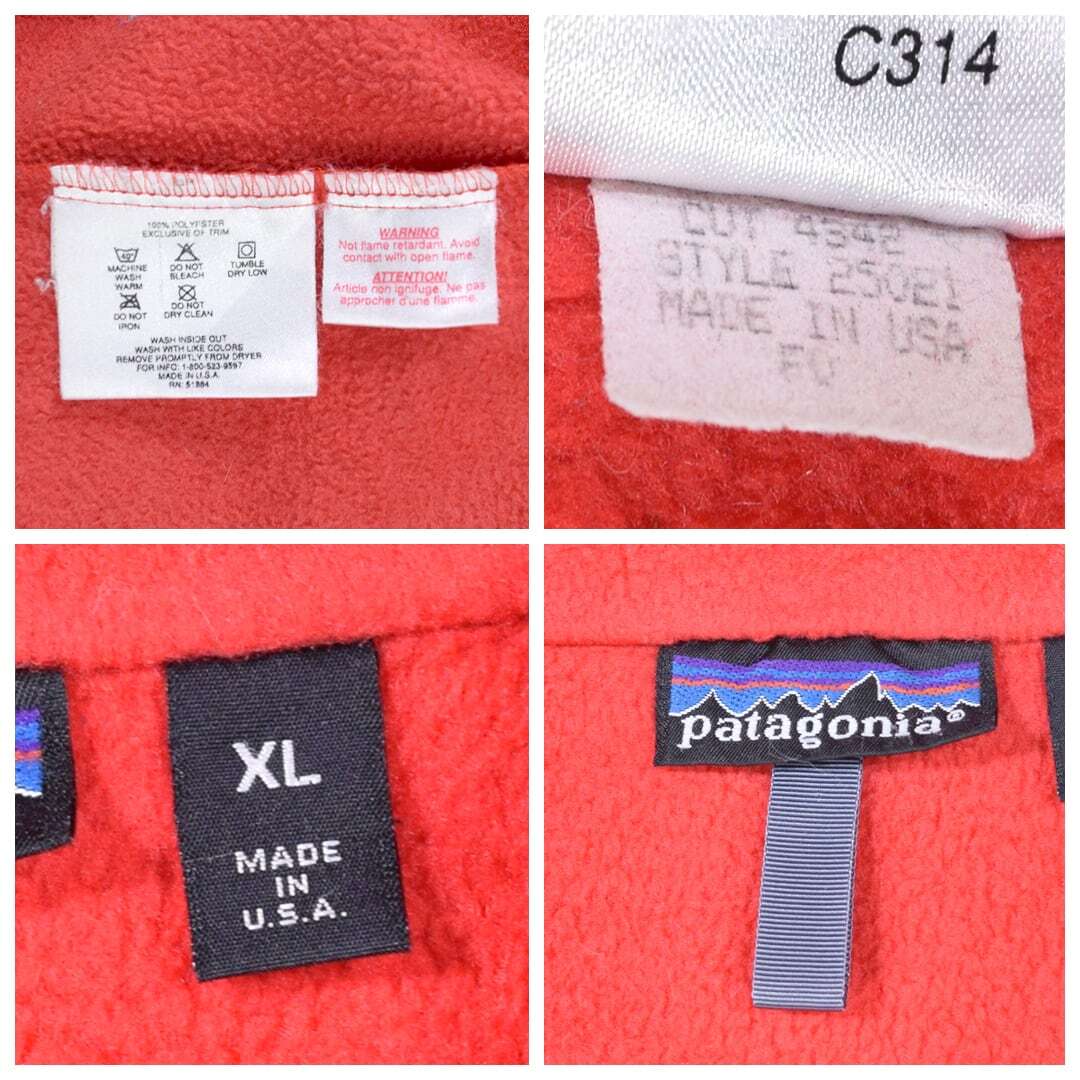 100% POLYESTER
EXCLUSIVE OF TRIM
40°
MACHINE
WASH
WARM
DO NOT
BLEACH
TUMBLE
DRY LOW
DO NOT
IRON
DO NOT
DRY CLEAN
WASH INSIDE OUT
WASH WITH LIKE COLORS
REMOVE PROMPTLY FROM DRYER
FOR INFO: 1-800-523-9597
MADE IN U.S.A.
RN: 51884
WARNING
Not flame retardant. Avoid
contact with open flame.
ATTENTION!
Article non ignifuge. Ne pas
approcher d'une flamme.
C314
CUT 4542
STYLE 25021
MADE IN USA
XL
MADE
IN
U.S.A.
patagonia®